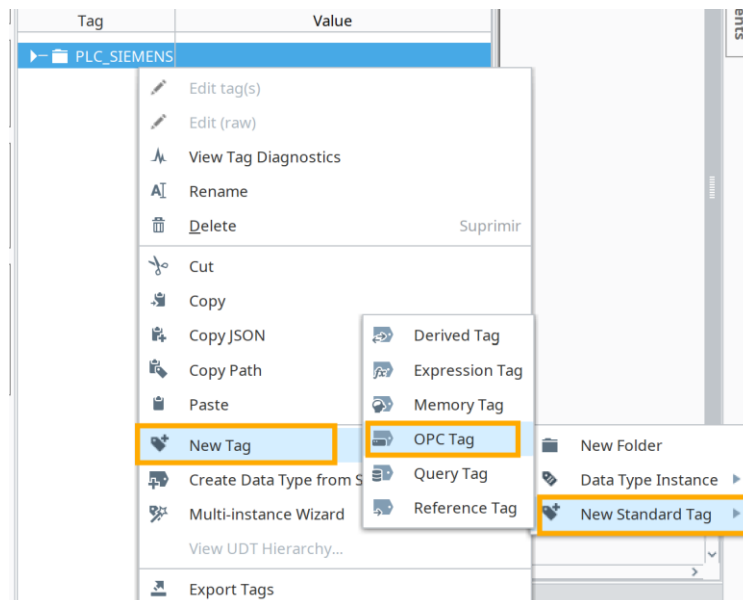 Tag
Value
ents
PLC_SIEMENS
Edit tag(s)
Edit (raw)
View Tag Diagnostics
Rename
Delete Suprimir
Cut
Copy
Copy JSON
Copy Path
Paste
New Tag
Create Data Type from S
Multi-instance Wizard
View UDT Hierarchy...
Export Tags
Derived Tag
Expression Tag
Memory Tag
OPC Tag
Query Tag
Reference Tag
New Folder
Data Type Instance
New Standard Tag